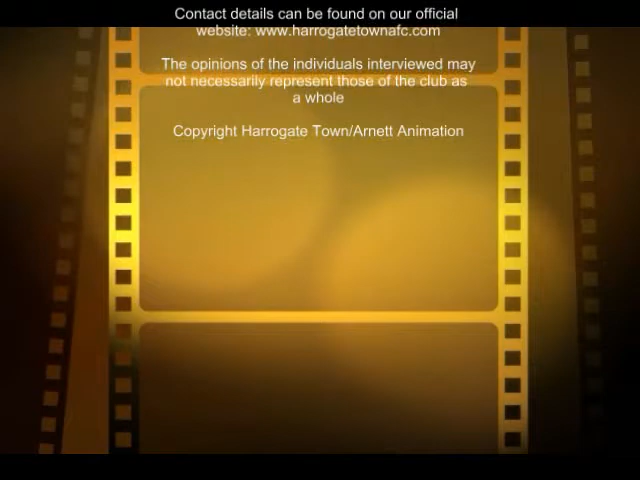 Contact details can be found on our official
website: www.harrogatetownafc.com
The opinions of the individuals interviewed may
not necessarily represent those of the club as
a whole
Copyright Harrogate Town/Arnett Animation